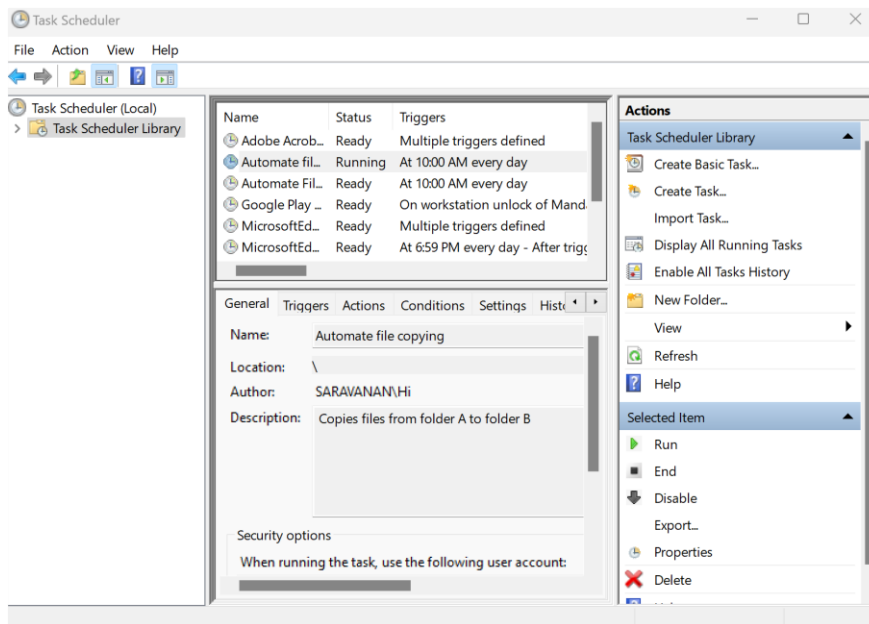 Task Scheduler
File Action View Help
Task Scheduler (Local)
Task Scheduler Library
Name Status Triggers
Adobe Acrob... Ready Multiple triggers defined
Automate fil... Running At 10:00 AM every day
Automate Fil... Ready At 10:00 AM every day
Google Play ... Ready On workstation unlock of Mand
MicrosoftEd... Ready Multiple triggers defined
MicrosoftEd... Ready At 6:59 PM every day - After trigg
General Triggers Actions Conditions Settings Histo
Name: Automate file copying
Location: \
Author: SARAVANAN\Hi
Description: Copies files from folder A to folder B
Security options
When running the task, use the following user account:
Actions
Task Scheduler Library
Create Basic Task...
Create Task...
Import Task...
Display All Running Tasks
Enable All Tasks History
New Folder...
View
Refresh
Help
Selected Item
Run
End
Disable
Export...
Properties
Delete